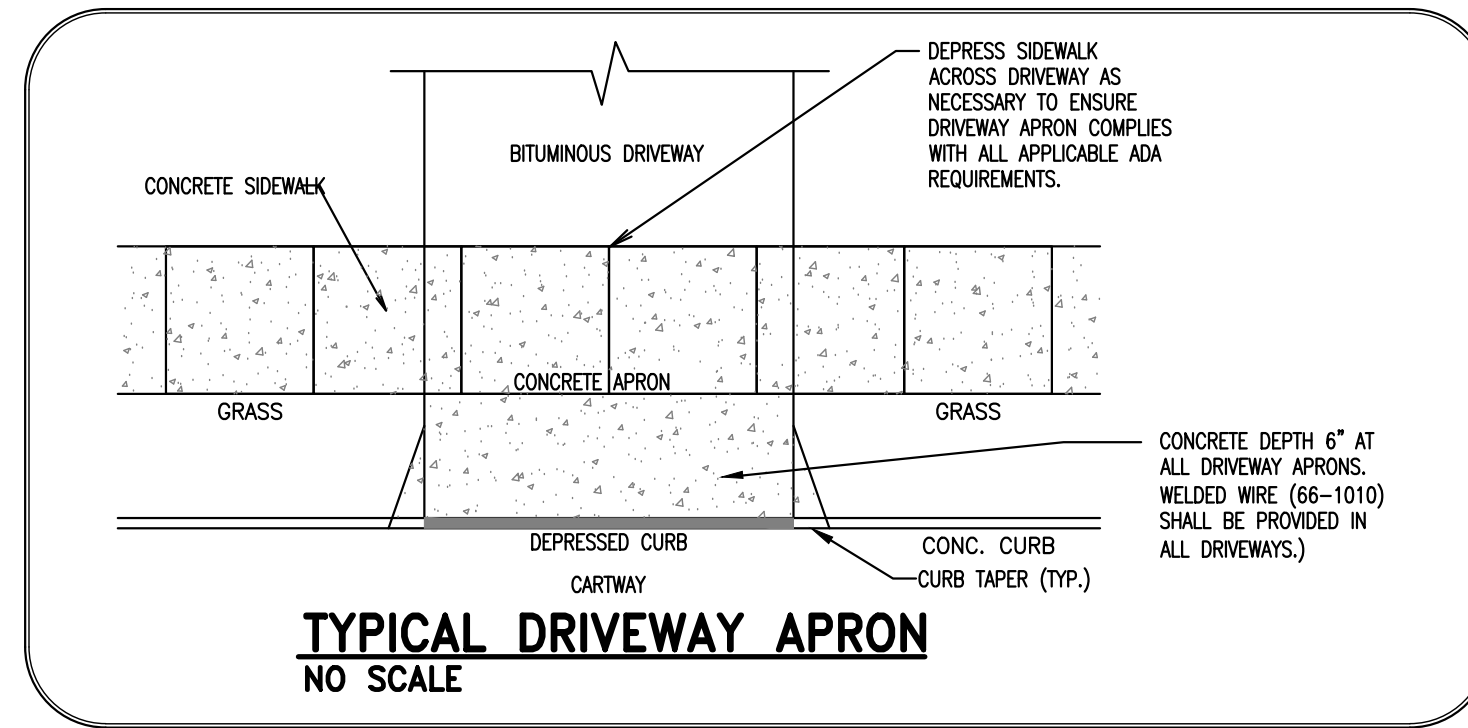 DEPRESS SIDEWALK
ACROSS DRIVEWAY AS
NECESSARY TO ENSURE
DRIVEWAY APRON COMPLIES
WITH ALL APPLICABLE ADA
REQUIREMENTS.
BITUMINOUS DRIVEWAY
CONCRETE SIDEWALK
CONCRETE APRON
GRASS
GRASS
CONCRETE DEPTH 6" AT
ALL DRIVEWAY APRONS.
WELDED WIRE (66-1010)
SHALL BE PROVIDED IN
ALL DRIVEWAYS.)
DEPRESSED CURB
CONC. CURB
CURB TAPER (TYP.)
CARTWAY
TYPICAL DRIVEWAY APRON
NO SCALE